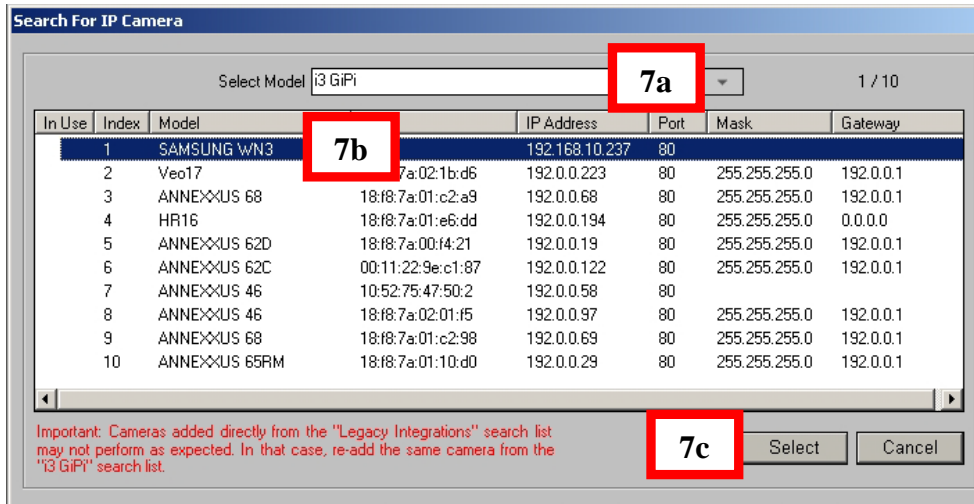 Search For IP Camera
Select Model i3 GiPi 7a 1 / 10
In Use Index Model IP Address Port Mask Gateway
1 SAMSUNG WN3 7b 192.168.10.237 80
2 Veo17 7a:02:1b:d6 192.0.0.223 80 255.255.255.0 192.0.0.1
3 ANNEXXUS 68 18:f8:7a:01:c2:a9 192.0.0.68 80 255.255.255.0 192.0.0.1
4 HR16 18:f8:7a:01:e6:dd 192.0.0.194 80 255.255.255.0 0.0.0.0
5 ANNEXXUS 62D 18:f8:7a:00:f4:21 192.0.0.19 80 255.255.255.0 192.0.0.1
6 ANNEXXUS 62C 00:11:22:9e:c1:87 192.0.0.122 80 255.255.255.0 192.0.0.1
7 ANNEXXUS 46 10:52:75:47:50:2 192.0.0.58 80
8 ANNEXXUS 46 18:f8:7a:02:01:f5 192.0.0.97 80 255.255.255.0 192.0.0.1
9 ANNEXXUS 68 18:f8:7a:01:c2:98 192.0.0.69 80 255.255.255.0 192.0.0.1
10 ANNEXXUS 65RM 18:f8:7a:01:10:d0 192.0.0.29 80 255.255.255.0 192.0.0.1
Important: Cameras added directly from the "Legacy Integrations" search list
may not perform as expected. In that case, re-add the same camera from the
"i3 GiPi" search list.
7c Select Cancel